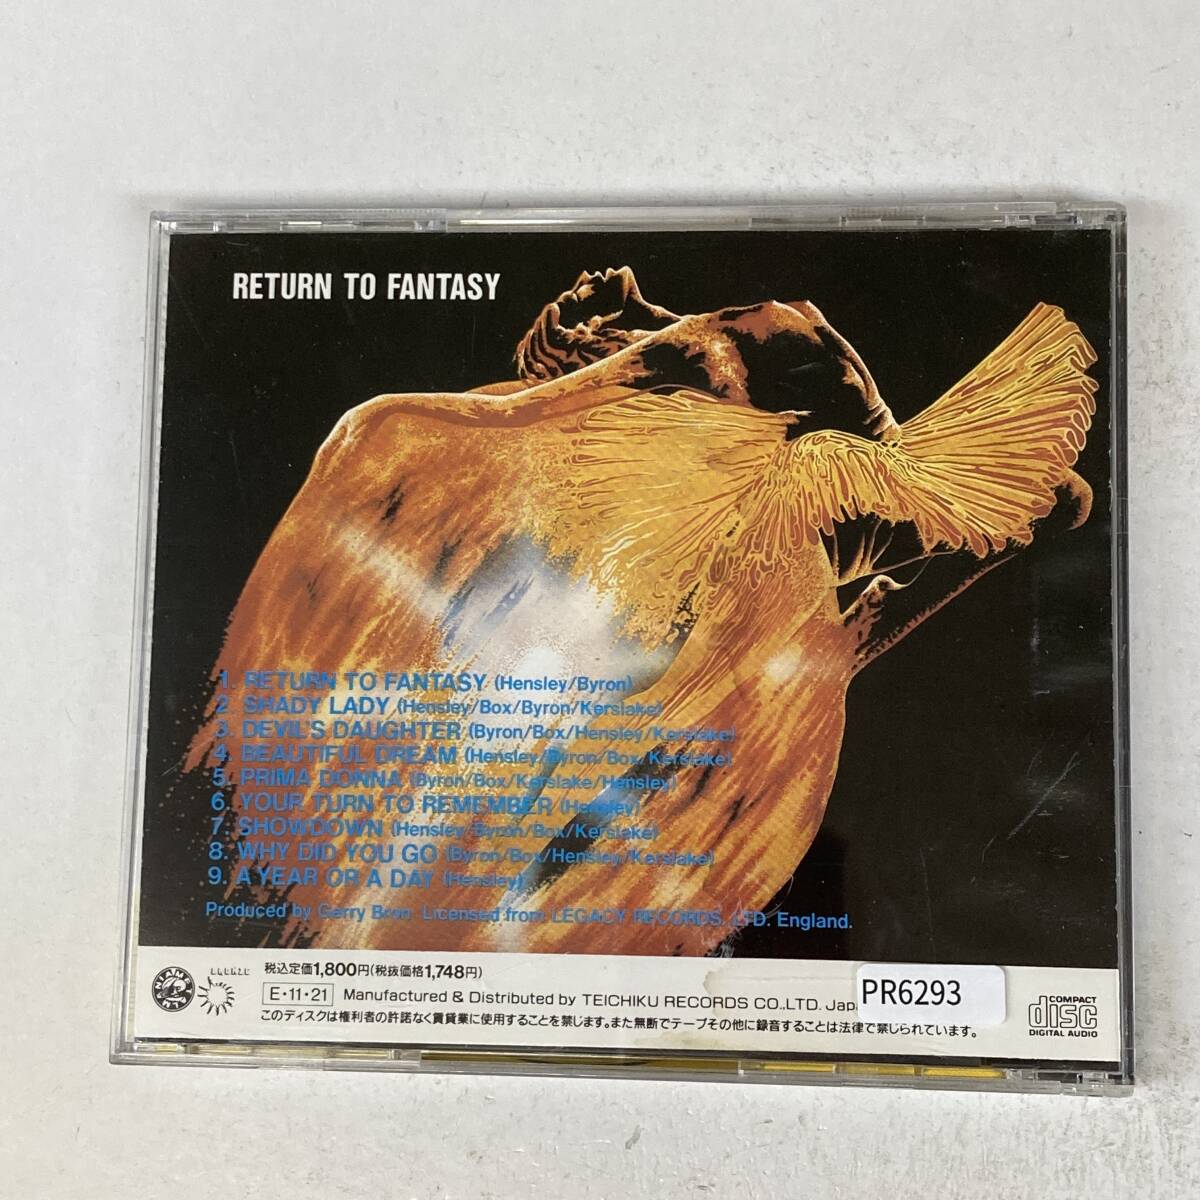 RETURN TO FANTASY
1. RETURN TO FANTASY (Hensley/Byron)
2. SHADY LADY (Hensley/Box/Byron/Kerslake)
3. DEVIL'S DAUGHTER (Byron/Box/Hensley/Kerslake)
4. BEAUTIFUL DREAM (Hensley/Byron/Box/Kerslake)
5. PRIMA DONNA (Byron/Box/Kerslake/Hensley)
6. YOUR TURN TO REMEMBER (Hensley)
7. SHOWDOWN (Hensley/Byron/Box/Kerslake)
8. WHY DID YOU GO (Byron/Box/Hensley/Kerslake)
9. A YEAR OR A DAY (Hensley)
Produced by Gerry Bron Licensed from LEGACY RECORDS. LTD. England.
BRONZE
税込定価1,800円(税抜価格1,748円)
E・11・21 Manufactured & Distributed by TEICHIKU RECORDS CO.,LTD. Japa
このディスクは権利者の許諾なく賃貸業に使用することを禁じます。また無断でテープその他に録音することは法律で禁じられています。
PR6293
COMPACT
disc
DIGITAL AUDIO